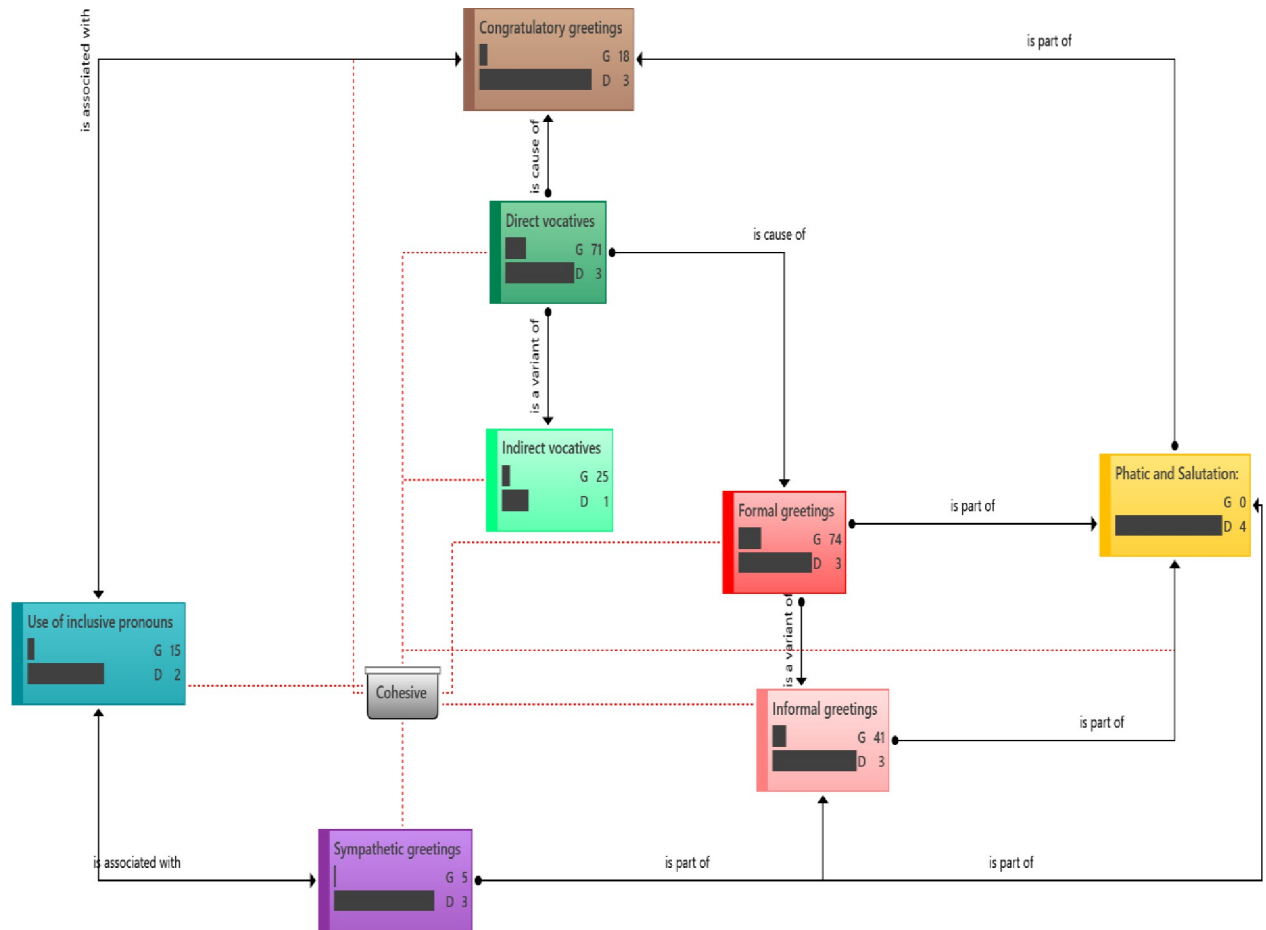 is associated with
Congratulatory greetings
G 18
D 3
is part of
is cause of
Direct vocatives
G 71
D 3
is cause of
is a variant of
Indirect vocatives
G 25
D 1
Phatic and Salutation:
G 0
D 4
Formal greetings
G 74
D 3
is part of
is a variant of
Use of inclusive pronouns
G 15
D 2
Cohesive
Informal greetings
G 41
D 3
is part of
Sympathetic greetings
G 5
D 3
is associated with
is part of
is part of